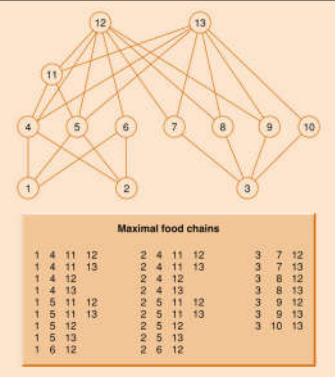 12 13
11
4 5 6 7 8 9 10
1 2 3
Maximal food chains
1 4 11 12 2 4 11 12 3 7 12
1 4 11 13 2 4 11 13 3 7 13
1 4 12 2 4 12 3 8 12
1 4 13 2 4 13 3 8 13
1 5 11 12 2 5 11 12 3 9 12
1 5 11 13 2 5 11 13 3 9 13
1 5 12 2 5 12 3 10 13
1 5 13 2 5 13
1 6 12 2 6 12